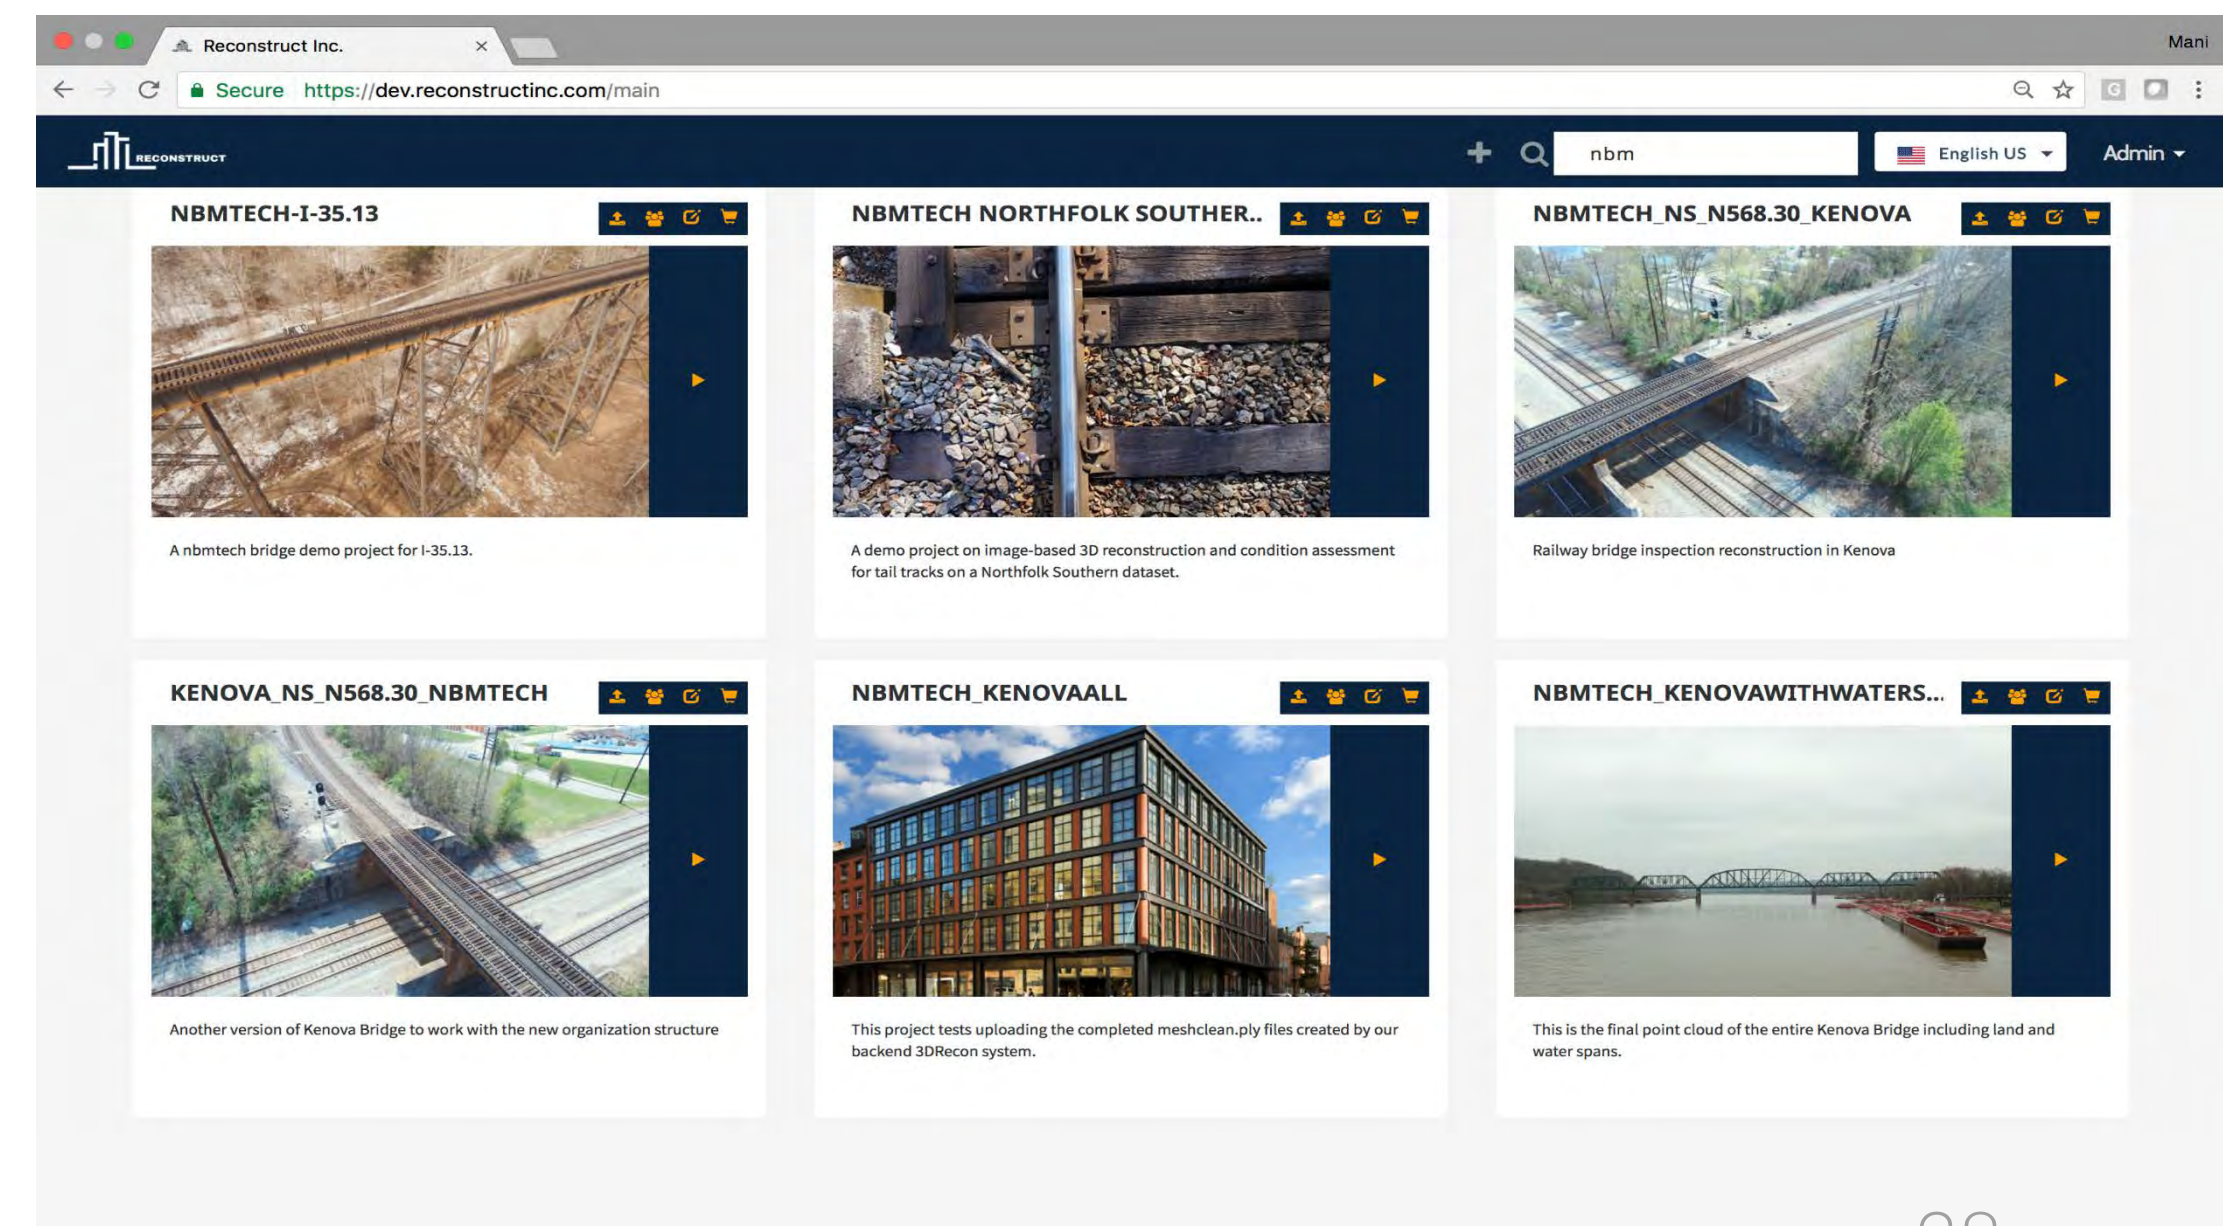 Reconstruct Inc.
Mani
Secure https://dev.reconstructinc.com/main
RECONSTRUCT
nbm
English US
Admin
NBMTECH-I-35.13
A nbmtech bridge demo project for I-35.13.
NBMTECH NORTHFOLK SOUTHER..
A demo project on image-based 3D reconstruction and condition assessment
for tail tracks on a Northfolk Southern dataset.
NBMTECH_NS_N568.30_KENOVA
Railway bridge inspection reconstruction in Kenova
KENOVA_NS_N568.30_NBMTECH
Another version of Kenova Bridge to work with the new organization structure
NBMTECH_KENOVAALL
This project tests uploading the completed meshclean.ply files created by our
backend 3DRecon system.
NBMTECH_KENOVAWITHWATERS...
This is the final point cloud of the entire Kenova Bridge including land and
water spans.